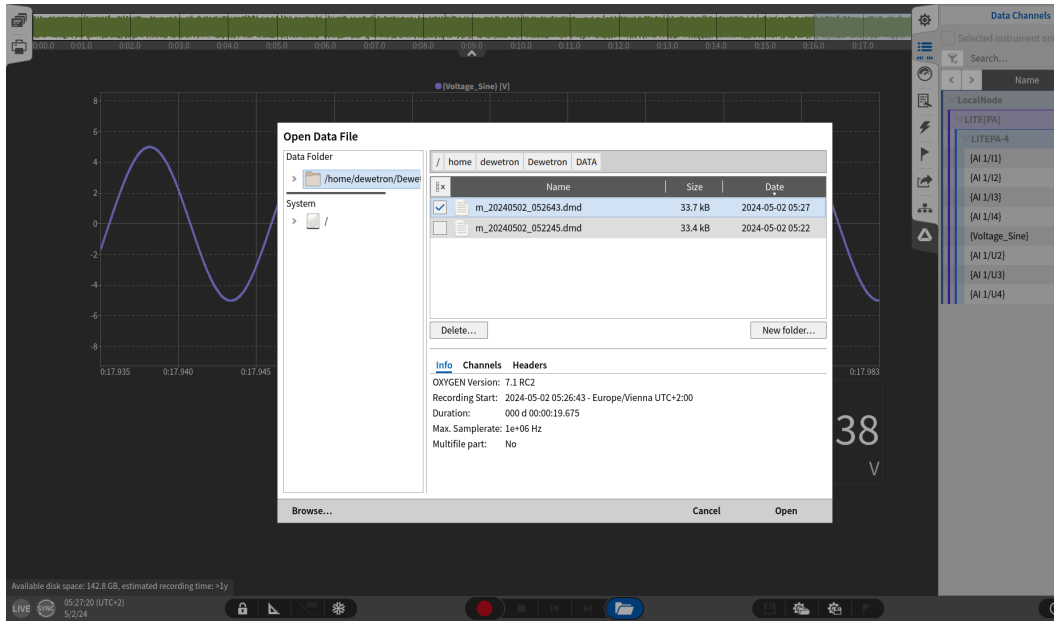 Data Channels
0:00.0 0:01.0 0:02.0 0:03.0 0:04.0 0:05.0 0:06.0 0:07.0 0:08.0 0:09.0 0:10.0 0:11.0 0:12.0 0:13.0 0:14.0 0:15.0 0:16.0 0:17.0
Selected instrument onl
Search...
Name
{Voltage_Sine} [V]
8
6
4
2
0
-2
-4
-6
-8
0:17.935 0:17.940 0:17.945 0:17.983
LocalNode
LITE[PA]
LITEPA-4
{AI 1/I1}
{AI 1/I2}
{AI 1/I3}
{AI 1/I4}
{Voltage_Sine}
{AI 1/U2}
{AI 1/U3}
{AI 1/U4}
Open Data File
Data Folder
/home/dewetron/Dewet
System
/
/ home dewetron Dewetron DATA
Name Size Date
m_20240502_052643.dmd 33.7 kB 2024-05-02 05:27
m_20240502_052245.dmd 33.4 kB 2024-05-02 05:22
Delete... New folder...
Info Channels Headers
OXYGEN Version: 7.1 RC2
Recording Start: 2024-05-02 05:26:43 - Europe/Vienna UTC+2:00
Duration: 000 d 00:00:19.675
Max. Samplerate: 1e+06 Hz
Multifile part: No
Browse... Cancel Open
38
V
Available disk space: 142.8 GB, estimated recording time: >1y
LIVE SYNC 05:27:20 (UTC+2)
5/2/24